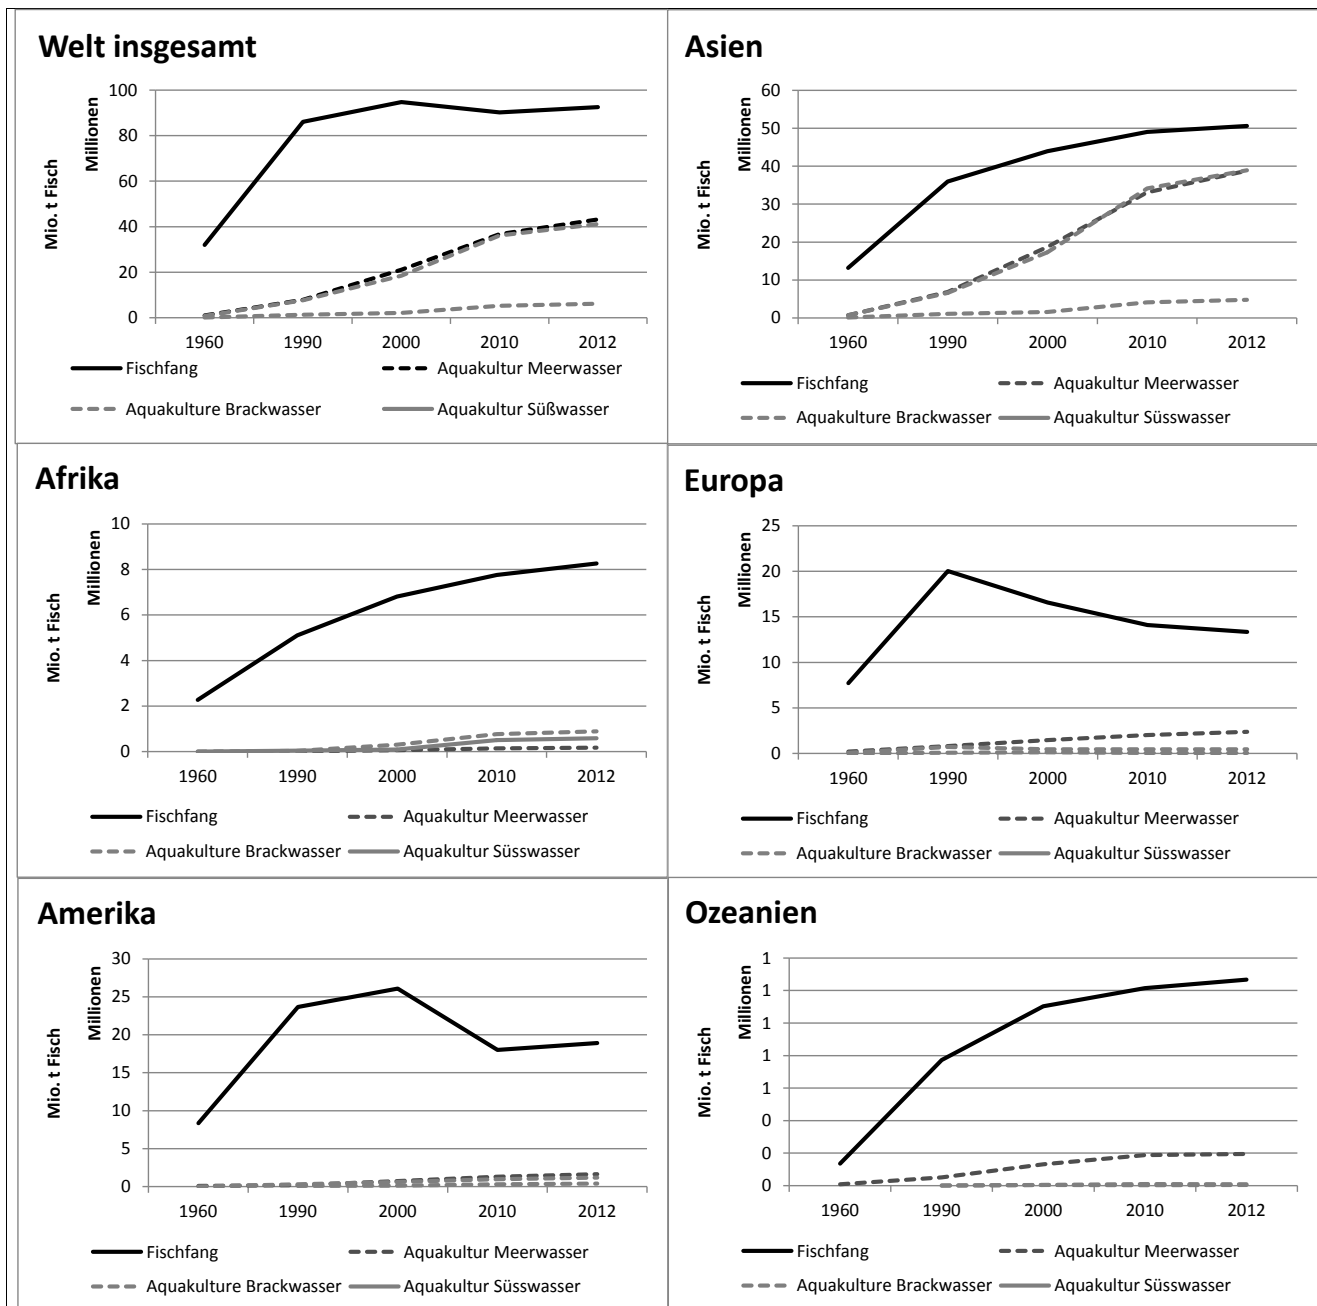 Welt insgesamt
Mio. t Fisch
Millionen
100
80
60
40
20
0
1960 1990 2000 2010 2012
Fischfang Aquakultur Meerwasser
Aquakulture Brackwasser Aquakultur Süßwasser
Asien
Mio. t Fisch
Millionen
60
50
40
30
20
10
0
1960 1990 2000 2010 2012
Fischfang Aquakultur Meerwasser
Aquakulture Brackwasser Aquakultur Süsswasser
Afrika
Mio. t Fisch
Millionen
10
8
6
4
2
0
1960 1990 2000 2010 2012
Fischfang Aquakultur Meerwasser
Aquakulture Brackwasser Aquakultur Süsswasser
Europa
Mio. t Fisch
Millionen
25
20
15
10
5
0
1960 1990 2000 2010 2012
Fischfang Aquakultur Meerwasser
Aquakulture Brackwasser Aquakultur Süsswasser
Amerika
Mio. t Fisch
Millionen
30
25
20
15
10
5
0
1960 1990 2000 2010 2012
Fischfang Aquakultur Meerwasser
Aquakulture Brackwasser Aquakultur Süsswasser
Ozeanien
Mio. t Fisch
Millionen
1
1
1
1
1
0
0
0
1960 1990 2000 2010 2012
Fischfang Aquakultur Meerwasser
Aquakulture Brackwasser Aquakultur Süsswasser